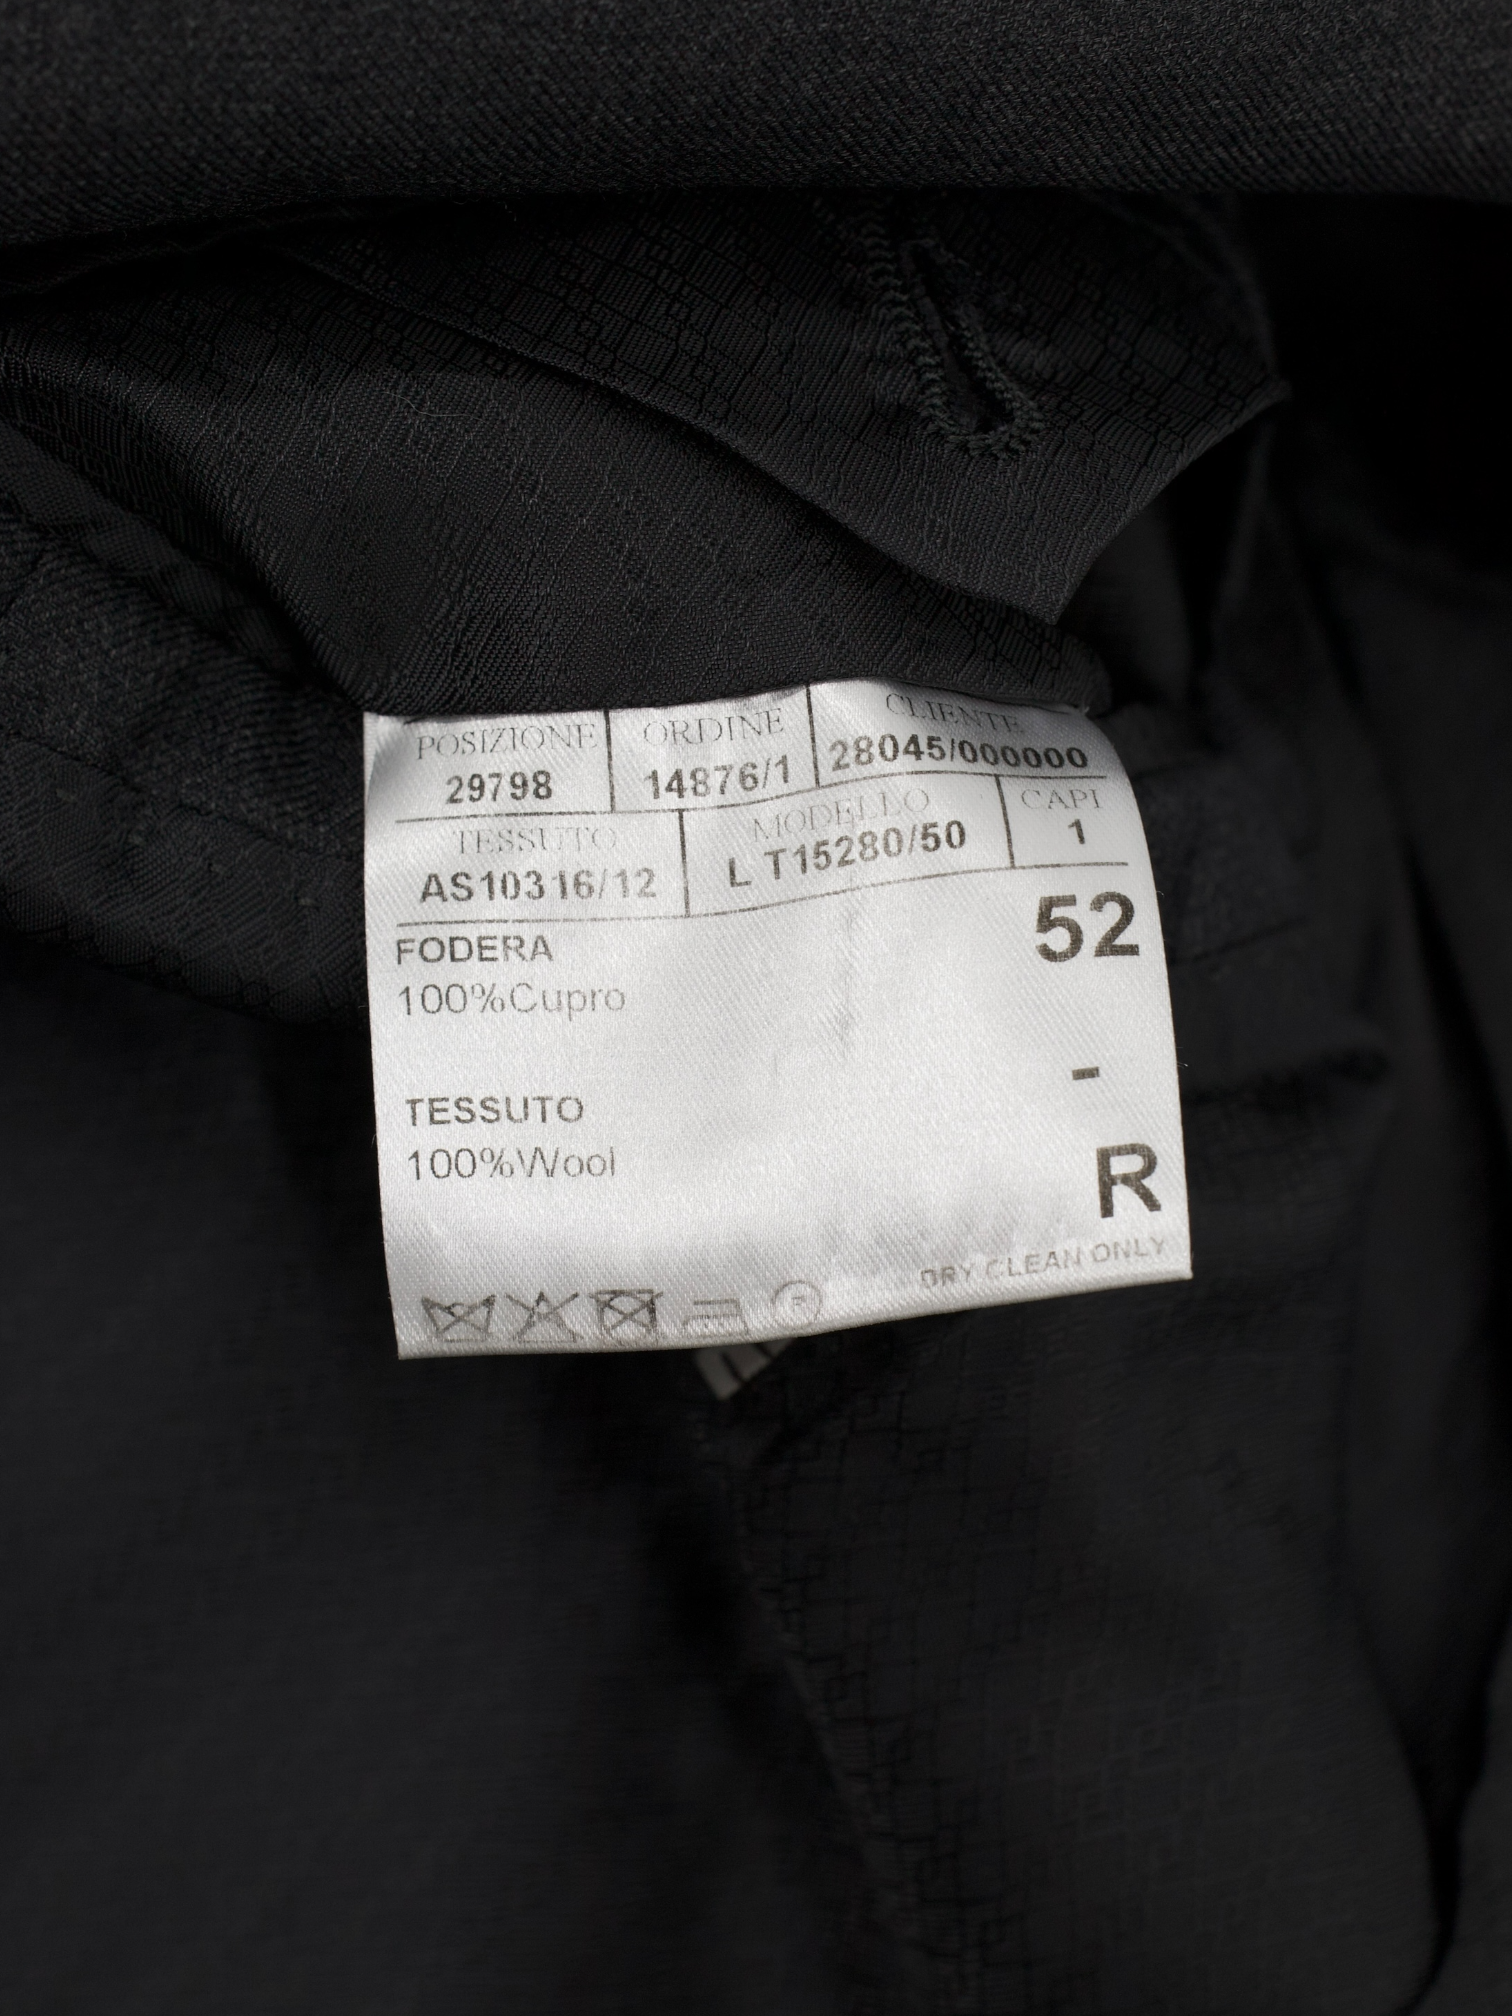 POSIZIONE ORDINE CLIENTE
29798 14876/1 28045/000000
TESSUTO MODELLO CAPI
AS10316/12 L T15280/50 1
FODERA
52
100%Cupro
-
TESSUTO
100%Wool
R
DRY CLEAN ONLY
P